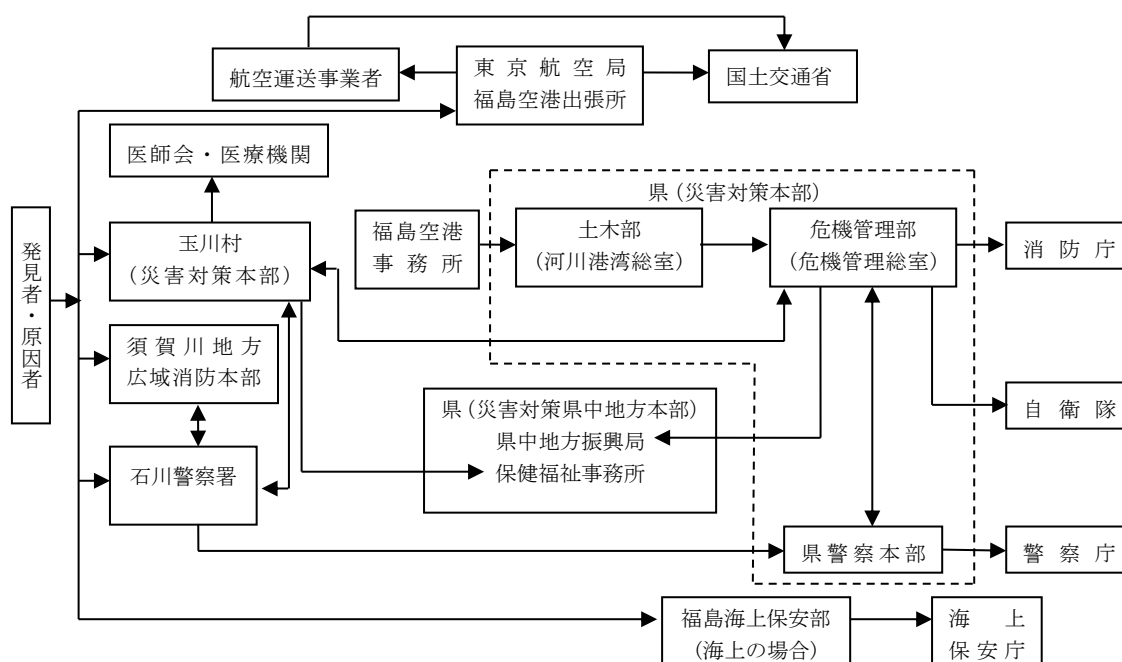 航空運送事業者
東京航空局
福島空港出張所
国土交通省
医師会・医療機関
県(災害対策本部)
発見者・原因者
玉川村
(災害対策本部)
福島空港
事務所
土木部
(河川港湾総室)
危機管理部
(危機管理総室)
消防庁
須賀川地方
広域消防本部
県(災害対策県中地方本部)
県中地方振興局
保健福祉事務所
自衛隊
石川警察署
県警察本部
警察庁
福島海上保安部
(海上の場合)
海上
保安庁